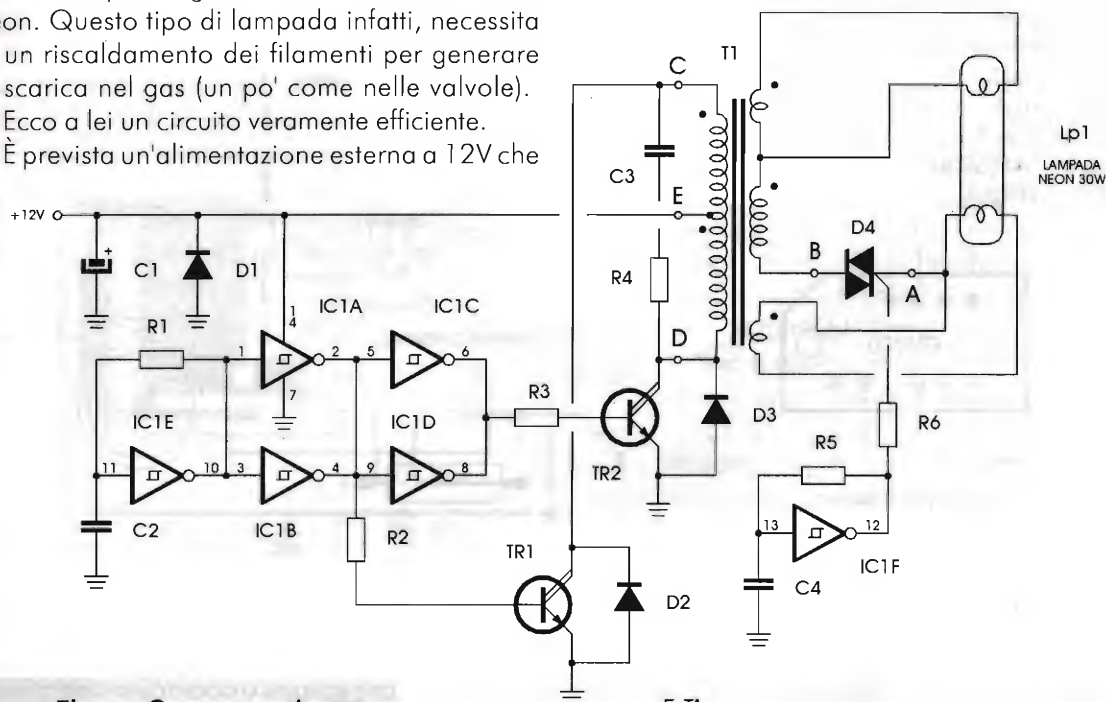 on. Questo tipo di lampada infatti, necessita
un riscaldamento dei filamenti per generare
scarica nel gas (un po' come nelle valvole).
Ecco a lei un circuito veramente efficiente.
È prevista un'alimentazione esterna a 12V che
C
T1
C3
Lp1
LAMPADA
NEON 30W
E
+12V
+
C1
D1
R4
B
D4
A
1
4
IC1A
IC1C
R1
D
1
2
5
6
7
R3
D3
R6
IC1E
IC1D
R5
11
10
3
4
9
8
TR2
C2
IC1B
R2
13
12
IC1F
TR1
D2
C4